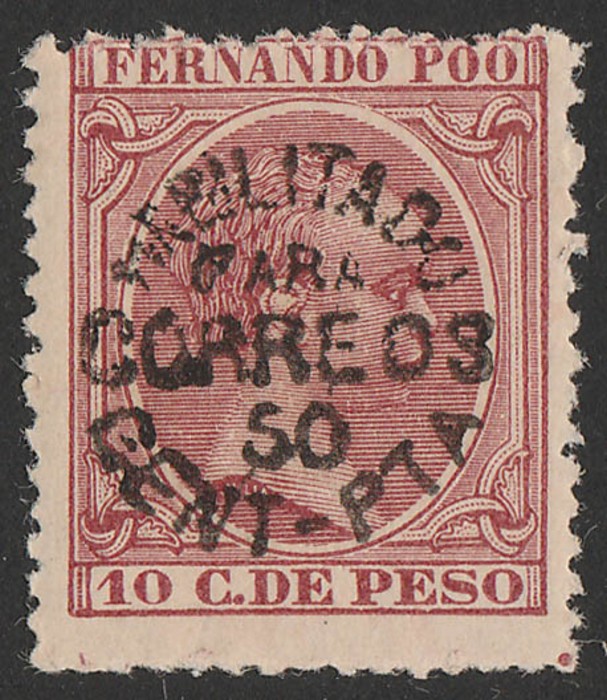 FERNANDO POO
HABILITADO
PARA
CORREOS
50
CENT-PTA
10 C. DE PESO